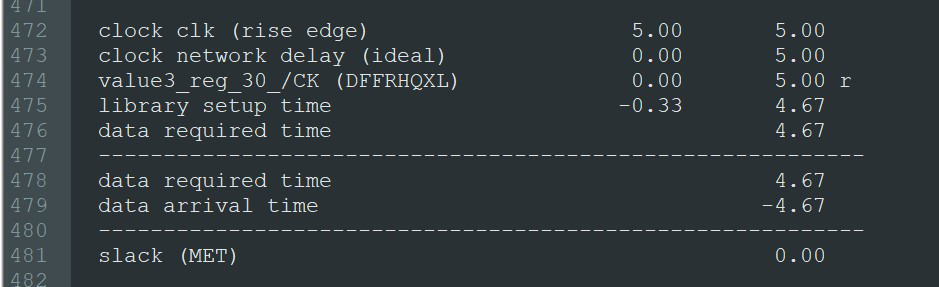 471
472 clock clk (rise edge) 5.00 5.00
473 clock network delay (ideal) 0.00 5.00
474 value3_reg_30_/CK (DFFRHQXL) 0.00 5.00 r
475 library setup time -0.33 4.67
476 data required time 4.67
477 -----------------------------------------------------------
478 data required time 4.67
479 data arrival time -4.67
480 -----------------------------------------------------------
481 slack (MET) 0.00
482